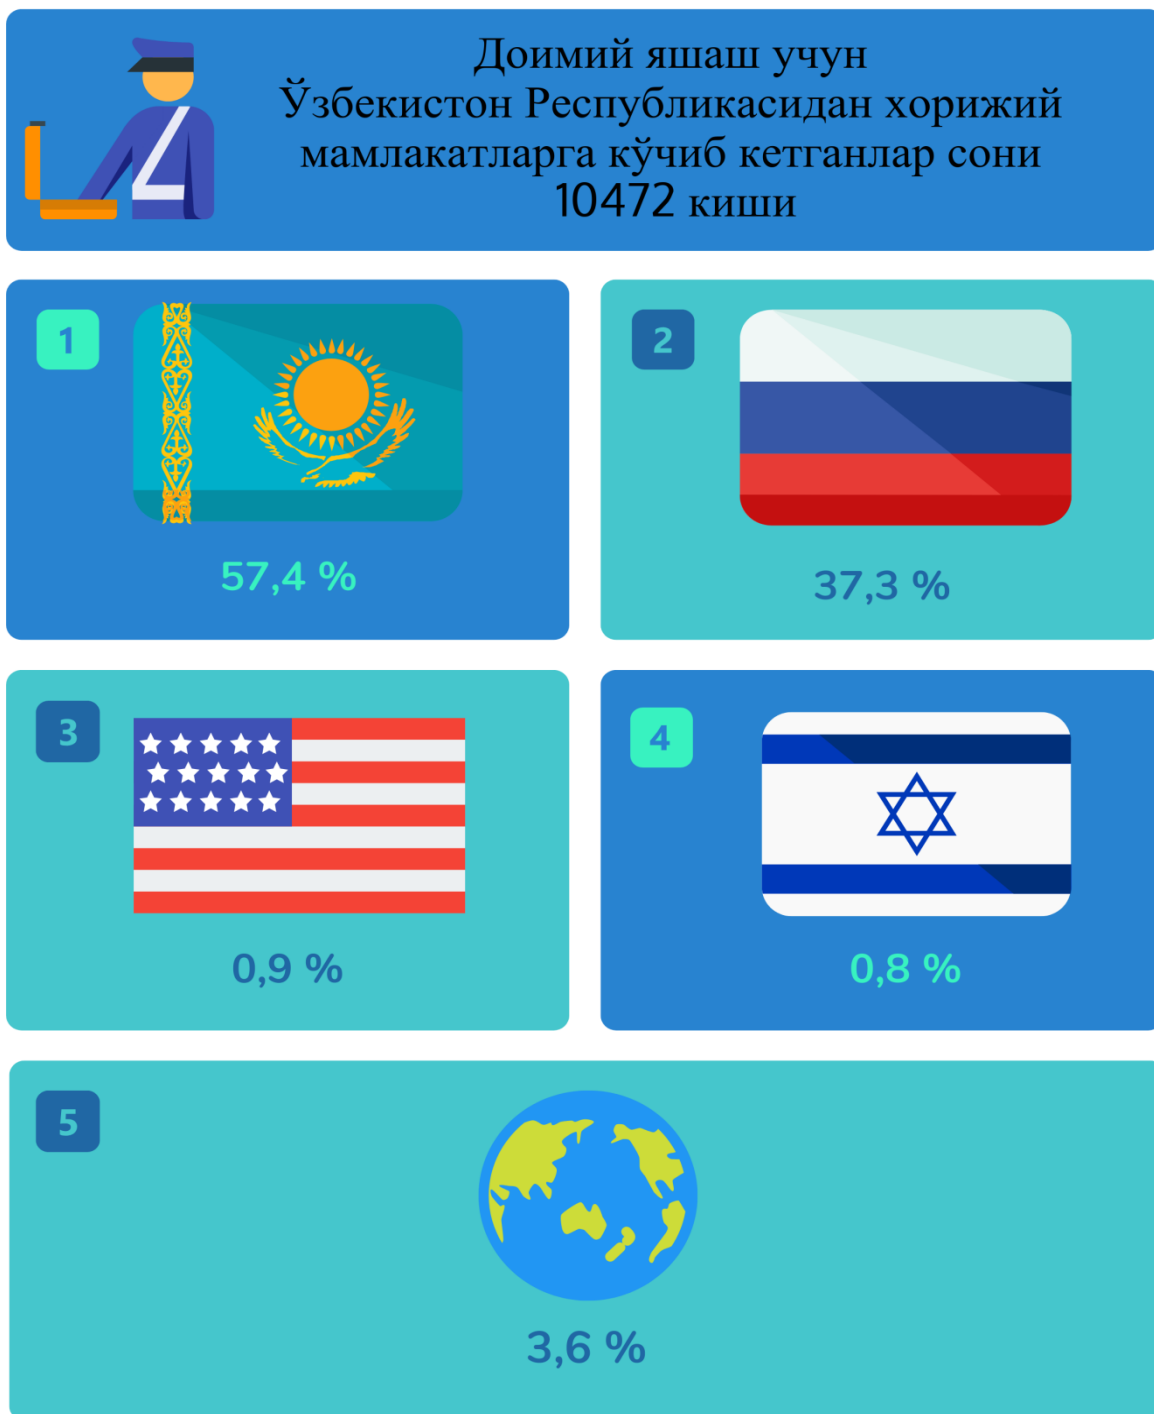 Доимий яшаш учун
Ўзбекистон Республикасидан хорижий
мамлакатларга кўчиб кетганлар сони
10472 киши
1
57,4 %
2
37,3 %
3
0,9 %
4
0,8 %
5
3,6 %